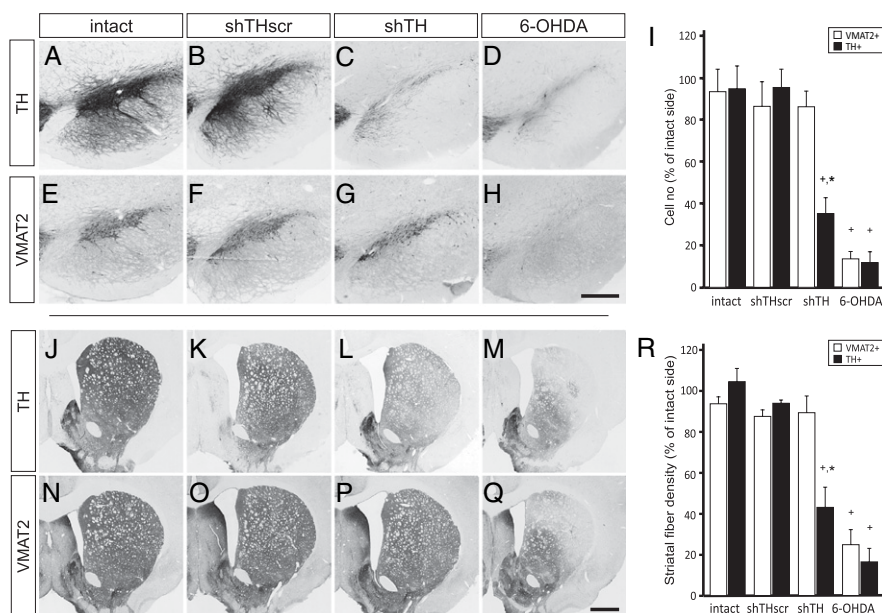 intact shTHscr shTH 6-OHDA
TH
A B C D
VMAT2
E F G H
TH
J K L M
VMAT2
N O P Q
I
VMAT2+
TH+
Cell no (% of intact side)
120
100
80
60
40
20
0
+,*
+ +
intact shTHscr shTH 6-OHDA
R
VMAT2+
TH+
Striatal fiber density (% of intact side)
120
100
80
60
40
20
0
+,*
+ +
intact shTHscr shTH 6-OHDA